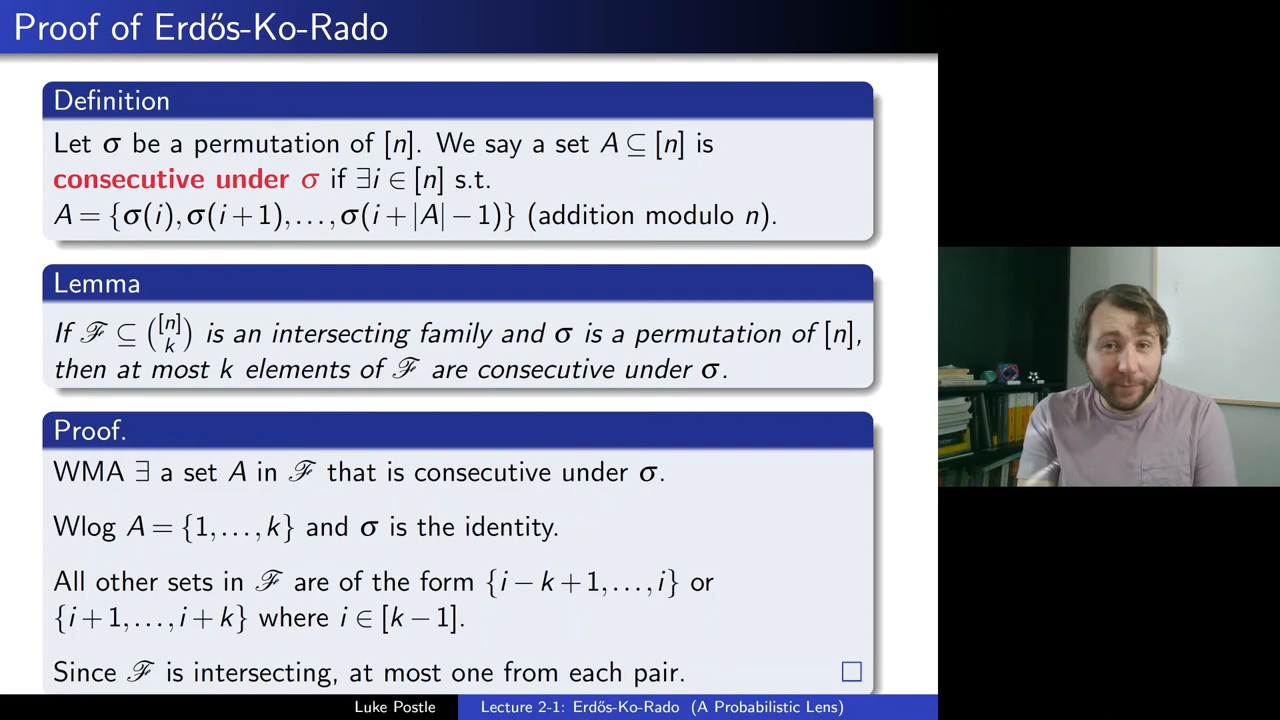 Proof of Erdős-Ko-Rado
Definition
Let σ be a permutation of [n]. We say a set A ⊆ [n] is
consecutive under σ if ∃i ∈ [n] s.t.
A = {σ(i), σ(i + 1), . . . , σ(i + |A| − 1)} (addition modulo n).
Lemma
If ℱ ⊆ ([n] k) is an intersecting family and σ is a permutation of [n],
then at most k elements of ℱ are consecutive under σ.
Proof.
WMA ∃ a set A in ℱ that is consecutive under σ.
Wlog A = {1, . . . , k} and σ is the identity.
All other sets in ℱ are of the form {i − k + 1, . . . , i} or
{i + 1, . . . , i + k} where i ∈ [k − 1].
Since ℱ is intersecting, at most one from each pair. □
Luke Postle Lecture 2-1: Erdős-Ko-Rado (A Probabilistic Lens)